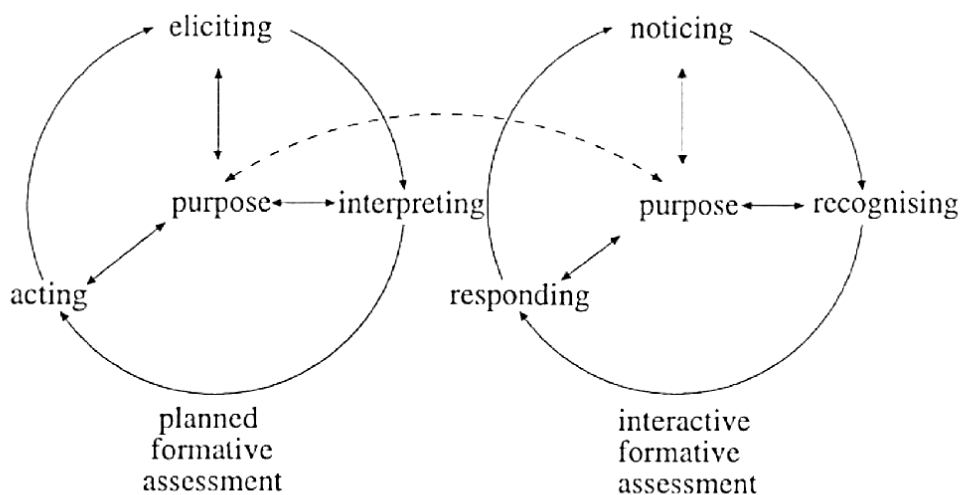 eliciting
noticing
purpose
interpreting
purpose
recognising
acting
responding
planned
formative
assessment
interactive
formative
assessment